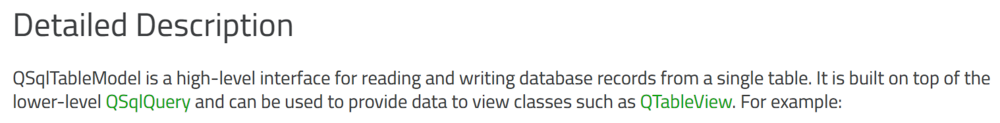 Detailed Description
QSqlTableModel is a high-level interface for reading and writing database records from a single table. It is built on top of the
lower-level QSqlQuery and can be used to provide data to view classes such as QTableView. For example: